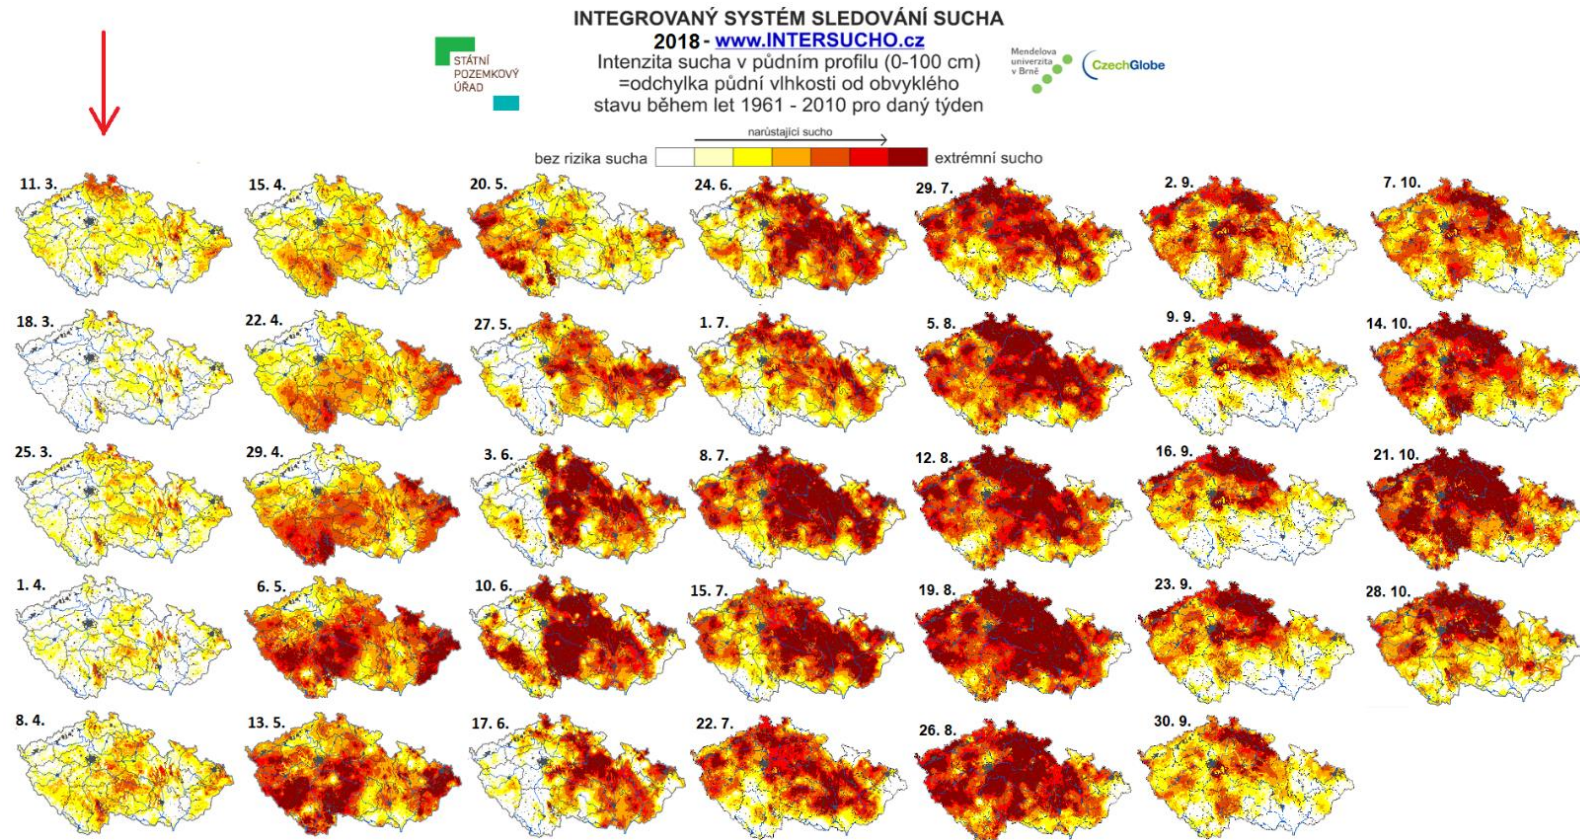 INTEGROVANÝ SYSTÉM SLEDOVÁNÍ SUCHA
2018 - www.INTERSUCHO.cz
Intenzita sucha v půdním profilu (0-100 cm)
=odchylka půdní vlhkosti od obvyklého
stavu během let 1961 - 2010 pro daný týden
STÁTNÍ
POZEMKOVÝ
ÚŘAD
Mendelova
univerzita
v Brně
CzechGlobe
narůstající sucho
bez rizika sucha
extrémní sucho
11. 3.
15. 4.
20. 5.
24. 6.
29. 7.
2. 9.
7. 10.
18. 3.
22. 4.
27. 5.
1. 7.
5. 8.
9. 9.
14. 10.
25. 3.
29. 4.
3. 6.
8. 7.
12. 8.
16. 9.
21. 10.
1. 4.
6. 5.
10. 6.
15. 7.
19. 8.
23. 9.
28. 10.
8. 4.
13. 5.
17. 6.
22. 7.
26. 8.
30. 9.